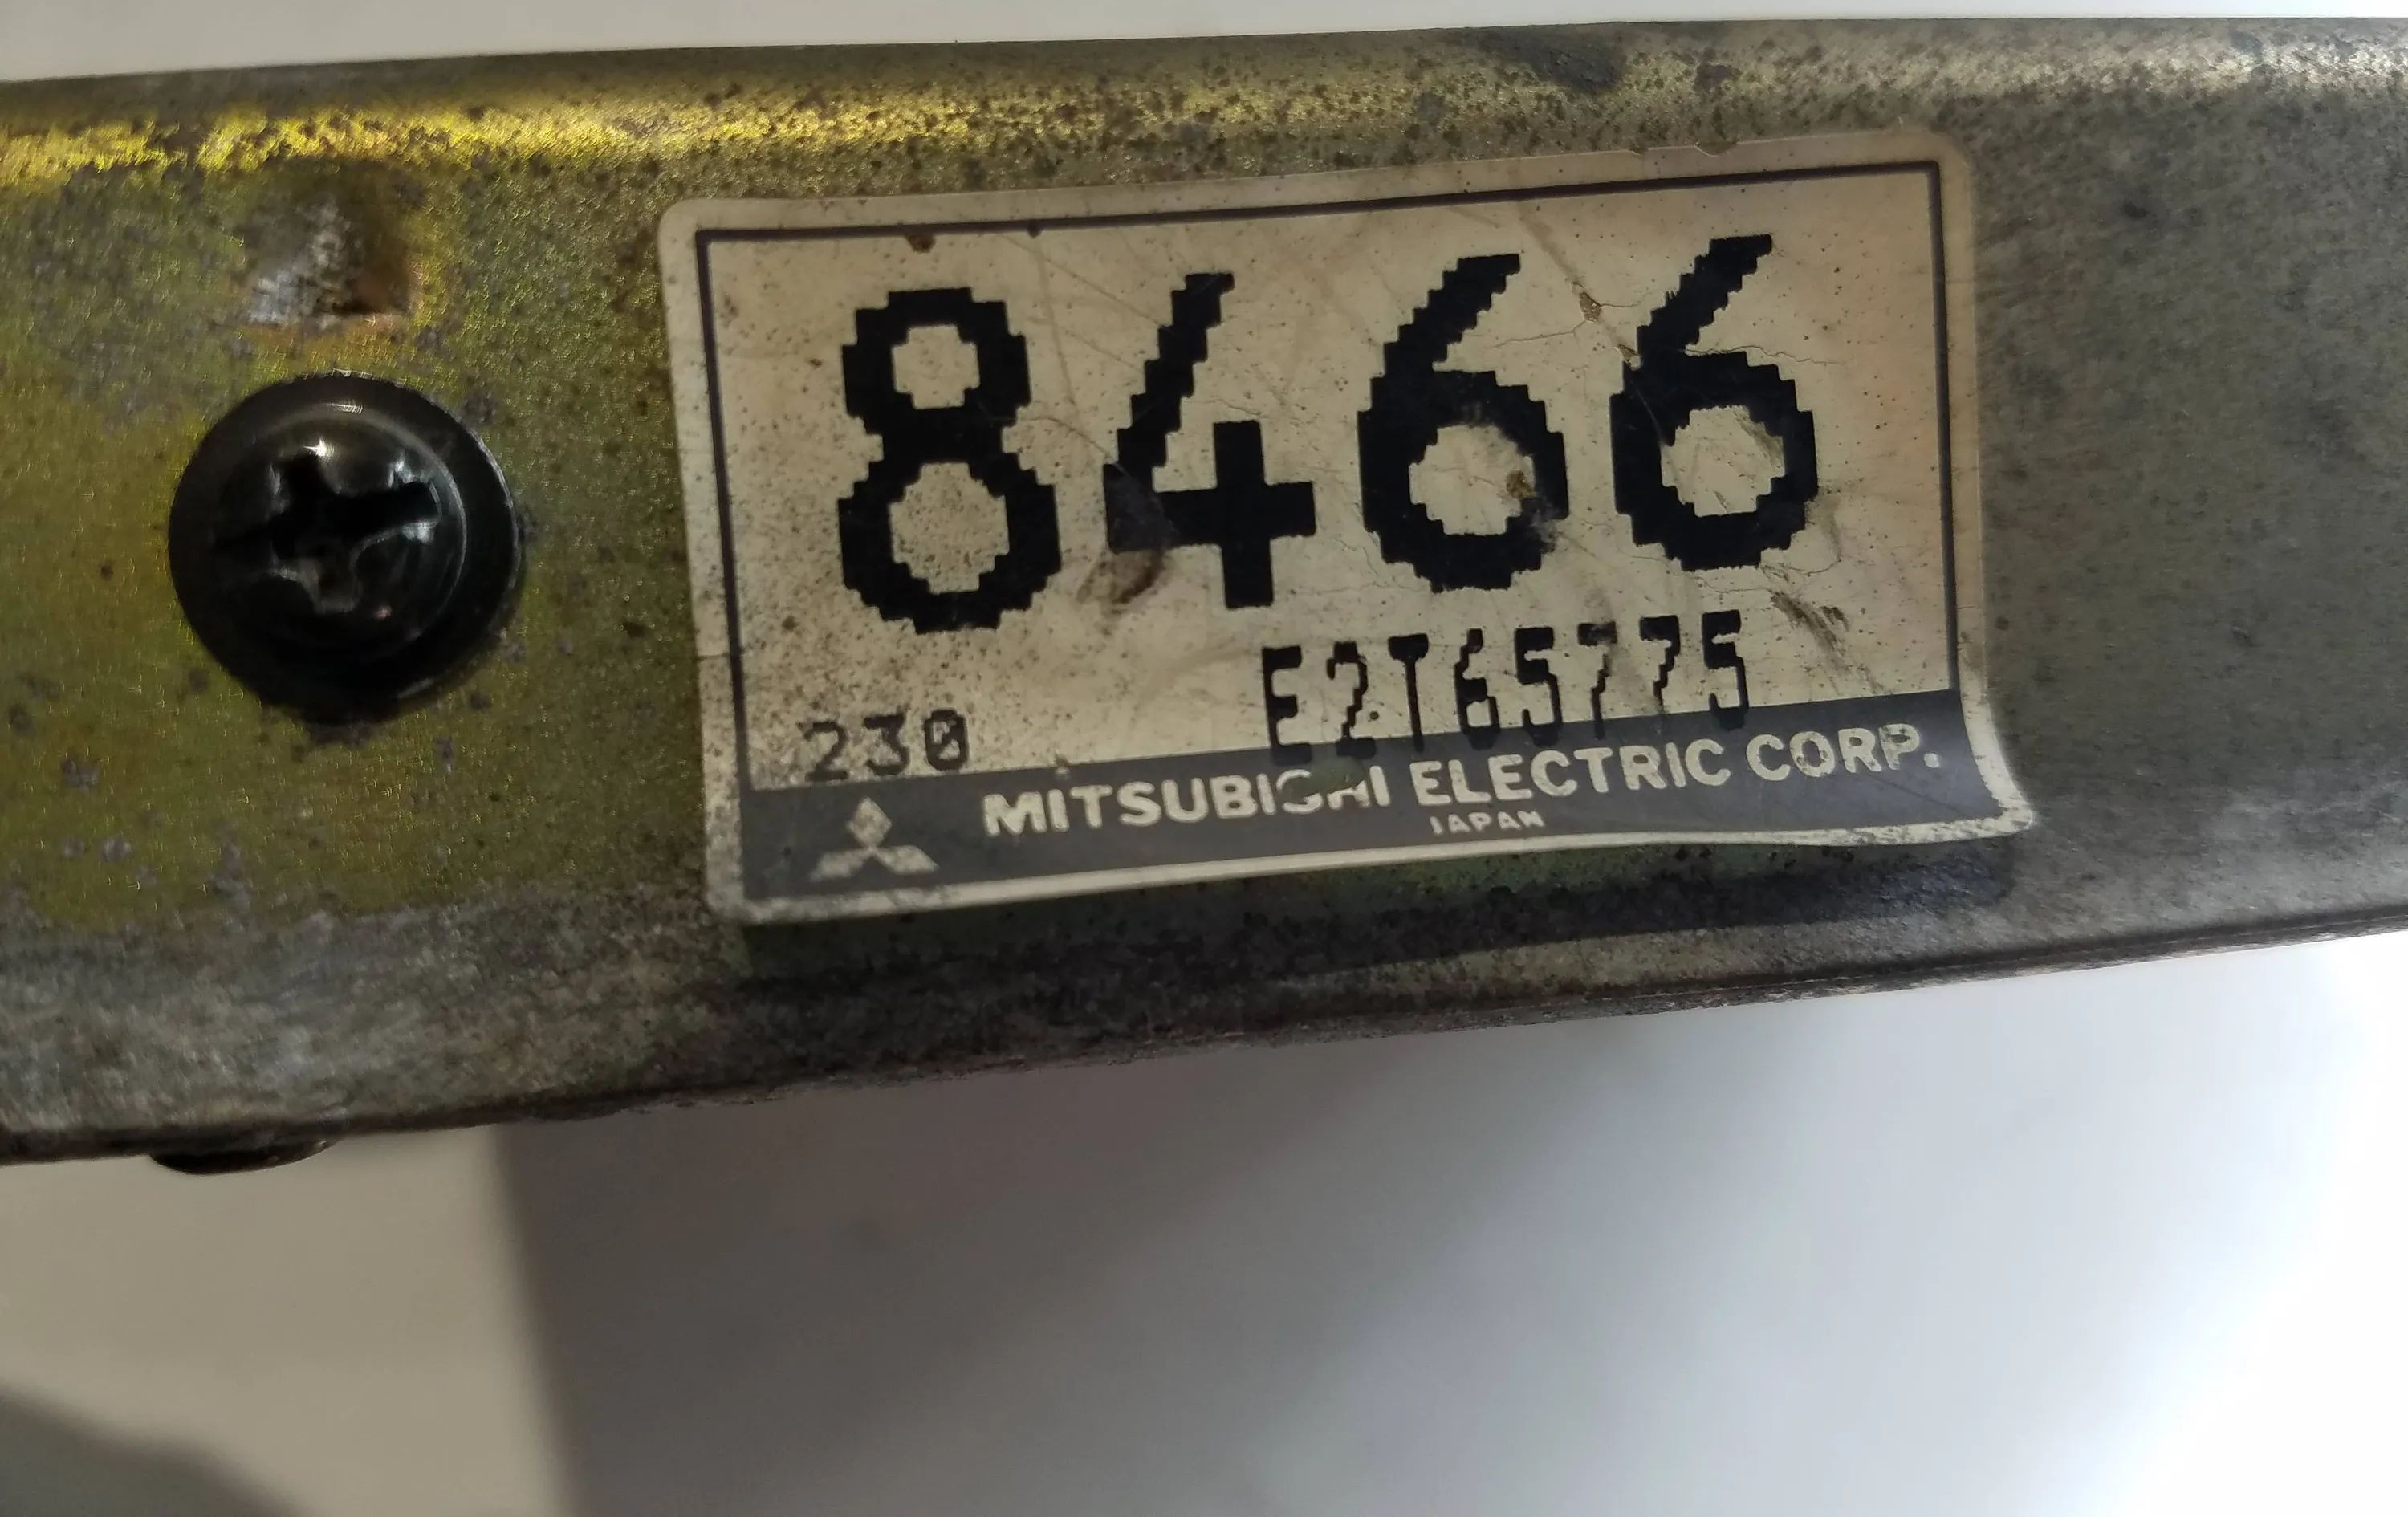 8466
E2T65775
230
MITSUBISHI ELECTRIC CORP.
JAPAN